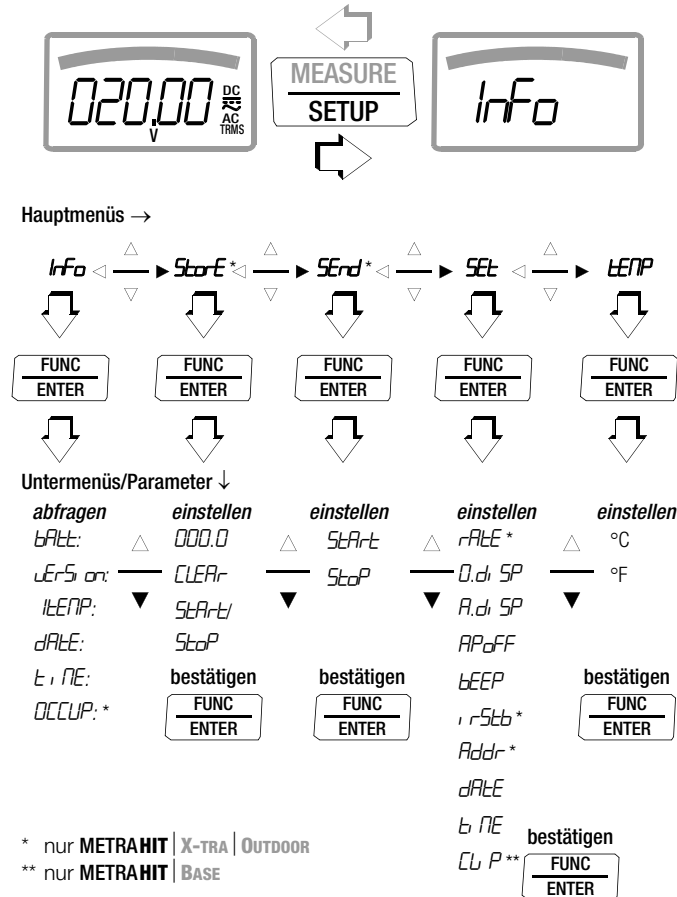 020.00 V DC AC TRMS
MEASURE
SETUP
InFo
Hauptmenüs →
InFo StorE * SEnd * SEt tEMP
FUNC FUNC FUNC FUNC FUNC
ENTER ENTER ENTER ENTER ENTER
Untermenüs/Parameter ↓
abfragen einstellen einstellen einstellen einstellen
bAtt: 000.0 StArt rAtE * °C
vErSion: CLEAr StoP 0.diSP °F
ItEMP: StArt/ A.diSP
dAtE: StoP APoFF
tiME: bestätigen bestätigen bEEP bestätigen
OCCUP: * FUNC FUNC irStb * FUNC
ENTER ENTER Addr * ENTER
dAtE
tiME
CLiP ** bestätigen
FUNC
ENTER
* nur METRAHIT | X-TRA | OUTDOOR
** nur METRAHIT | BASE